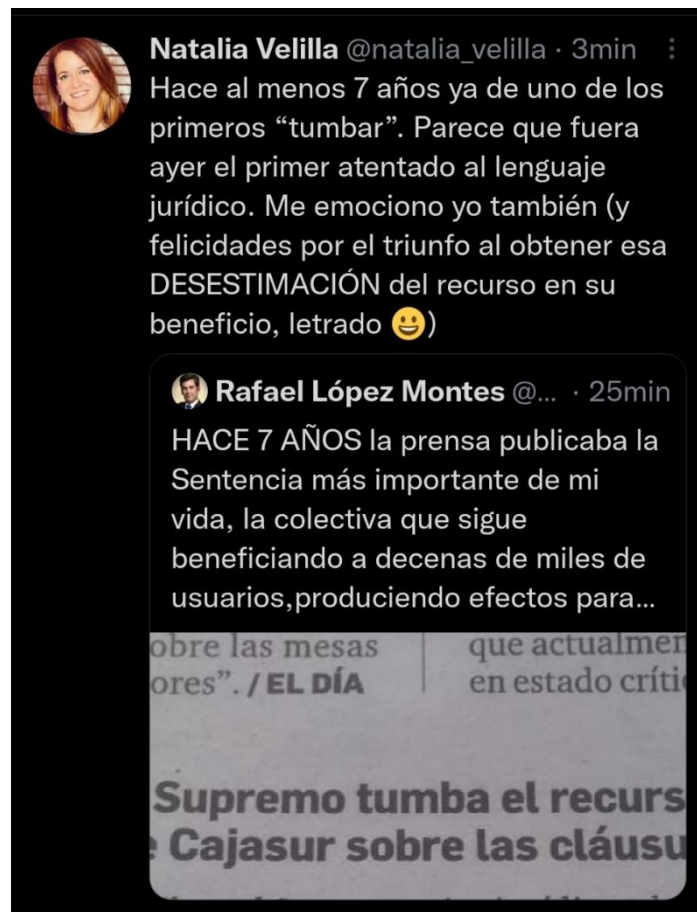 Natalia Velilla @natalia_velilla · 3min
Hace al menos 7 años ya de uno de los
primeros “tumbar”. Parece que fuera
ayer el primer atentado al lenguaje
jurídico. Me emociono yo también (y
felicidades por el triunfo al obtener esa
DESESTIMACIÓN del recurso en su
beneficio, letrado 😀)
Rafael López Montes @... · 25min
HACE 7 AÑOS la prensa publicaba la
Sentencia más importante de mi
vida, la colectiva que sigue
beneficiando a decenas de miles de
usuarios,produciendo efectos para...
obre las mesas
ores”. / EL DÍA
que actualmen
en estado críti
Supremo tumba el recurs
e Cajasur sobre las cláusu